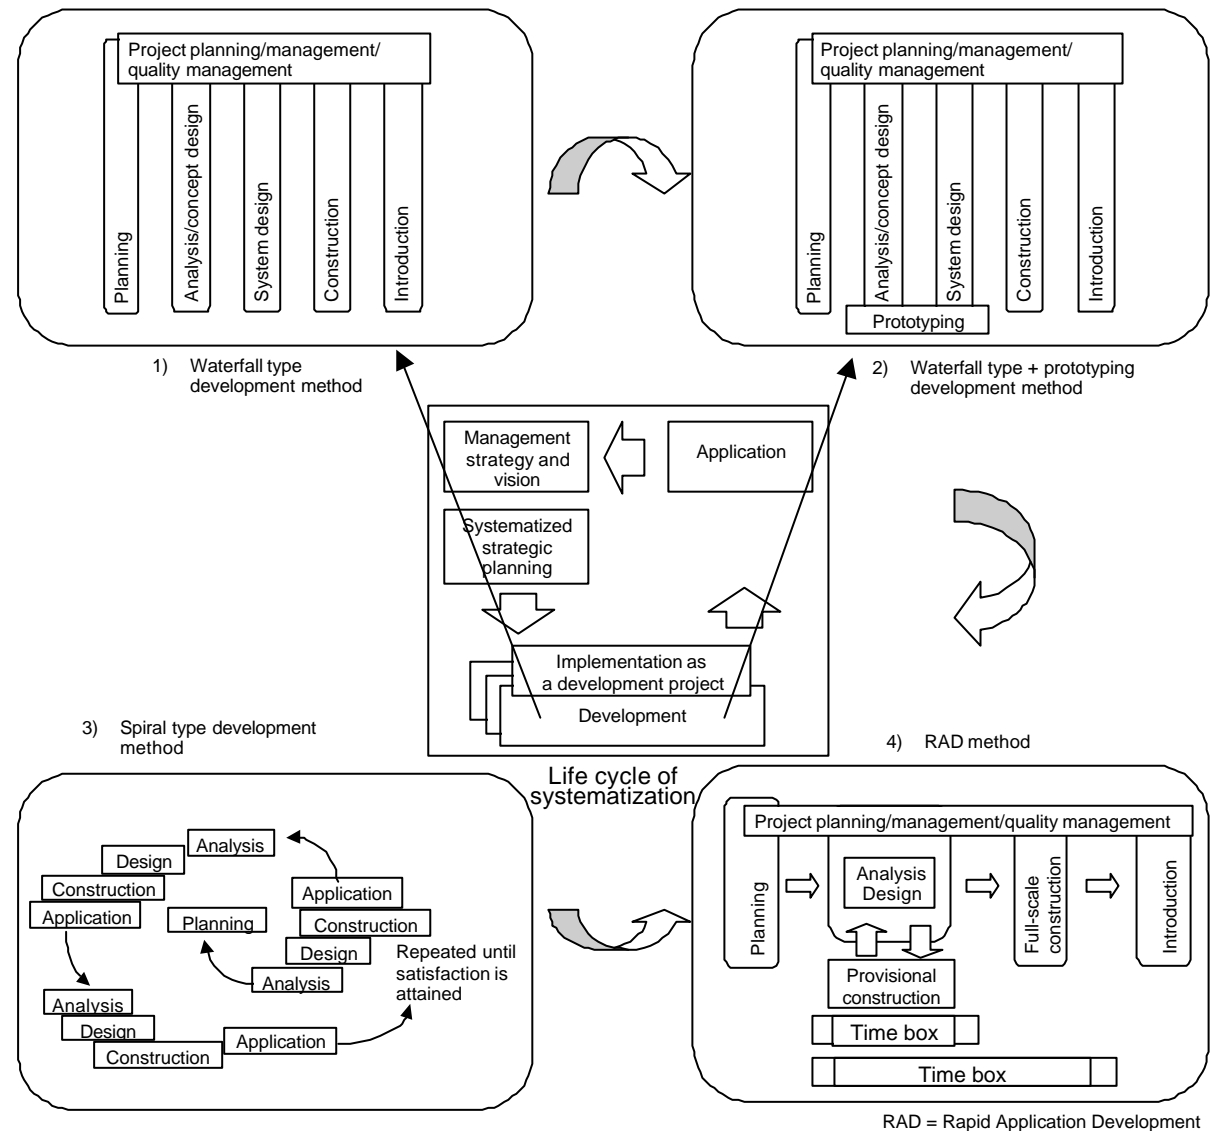 Project planning/management/
quality management
Planning
Analysis/concept design
System design
Construction
Introduction
1) Waterfall type
development method
Project planning/management/
quality management
Planning
Analysis/concept design
System design
Construction
Introduction
Prototyping
2) Waterfall type + prototyping
development method
Management
strategy and
vision
Application
Systematized
strategic
planning
Implementation as
a development project
Development
Life cycle of
systematization
3) Spiral type development
method
Analysis
Design
Construction
Application
Planning
Application
Construction
Design
Analysis
Repeated until
satisfaction is
attained
Analysis
Design
Construction
Application
4) RAD method
Project planning/management/quality management
Planning
Analysis
Design
Full-scale
construction
Introduction
Provisional
construction
Time box
Time box
RAD = Rapid Application Development